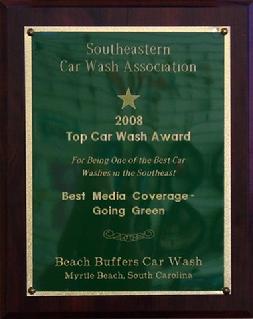 Southeastern
Car Wash Association
2008
Top Car Wash Award
For Being One of the Best Car
Washes in the Southeast
Best Media Coverage-
Going Green
Beach Buffers Car Wash
Myrtle Beach, South Carolina